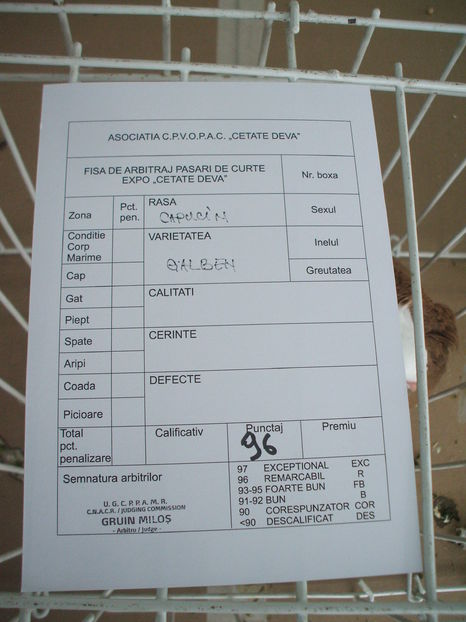 ASOCIATIA C.P.V.O.P.A.C. „CETATE DEVA"
FISA DE ARBITRAJ PASARI DE CURTE
EXPO „CETATE DEVA"
Nr. boxa
Zona
Pct. pen.
RASA
CAPUCIN
Sexul
Conditie
Corp
Marime
VARIETATEA
GALBEN
Inelul
Greutatea
Cap
Gat
CALITATI
Piept
Spate
CERINTE
Aripi
Coada
DEFECTE
Picioare
Total
pct.
penalizare
Calificativ
Punctaj
96
Premiu
Semnatura arbitrilor
U. G. C. P. P. A. M. R.
C.N.A.C.R. / JUDGING COMMISSION
GRUIN MILOȘ
- Arbitru / Judge -
97 EXCEPTIONAL EXC
96 REMARCABIL R
93-95 FOARTE BUN FB
91-92 BUN B
90 CORESPUNZATOR COR
<90 DESCALIFICAT DES